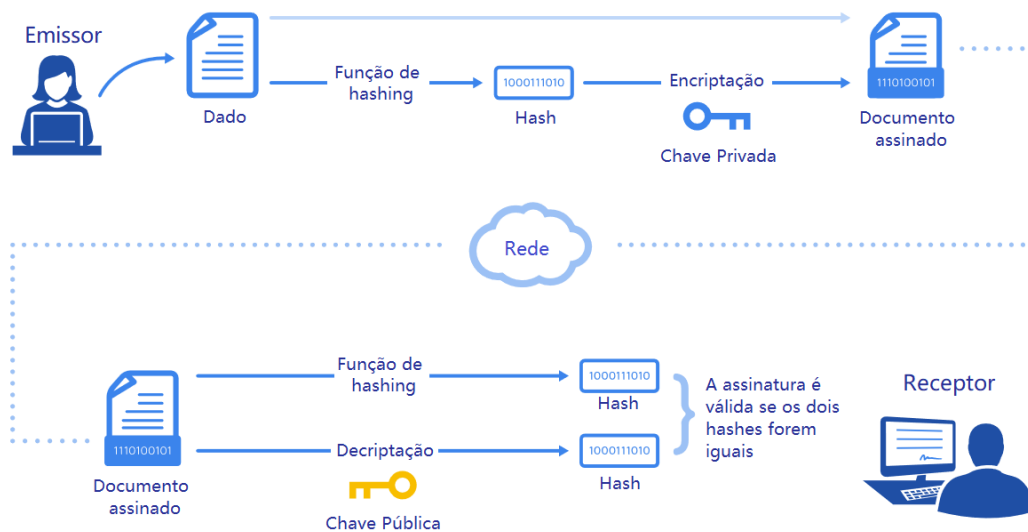 Emissor
Dado
Função de
hashing
1000111010
Hash
Encriptação
Chave Privada
1110100101
Documento
assinado
Rede
1110100101
Documento
assinado
Função de
hashing
1000111010
Hash
Decriptação
Chave Pública
1000111010
Hash
A assinatura é
válida se os dois
hashes forem
iguais
Receptor